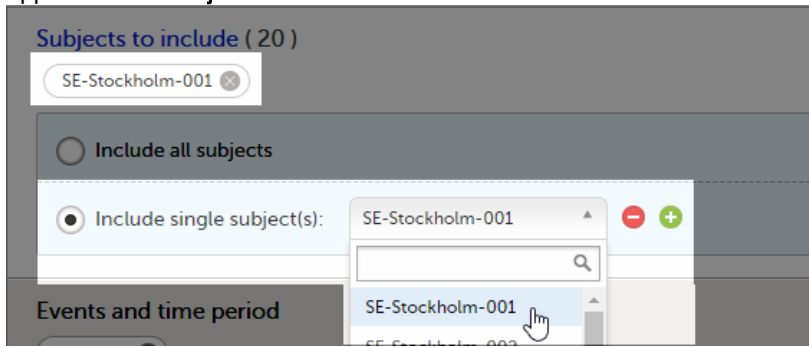 Subjects to include ( 20 )
SE-Stockholm-001
Include all subjects
Include single subject(s):
SE-Stockholm-001
SE-Stockholm-001
Events and time period